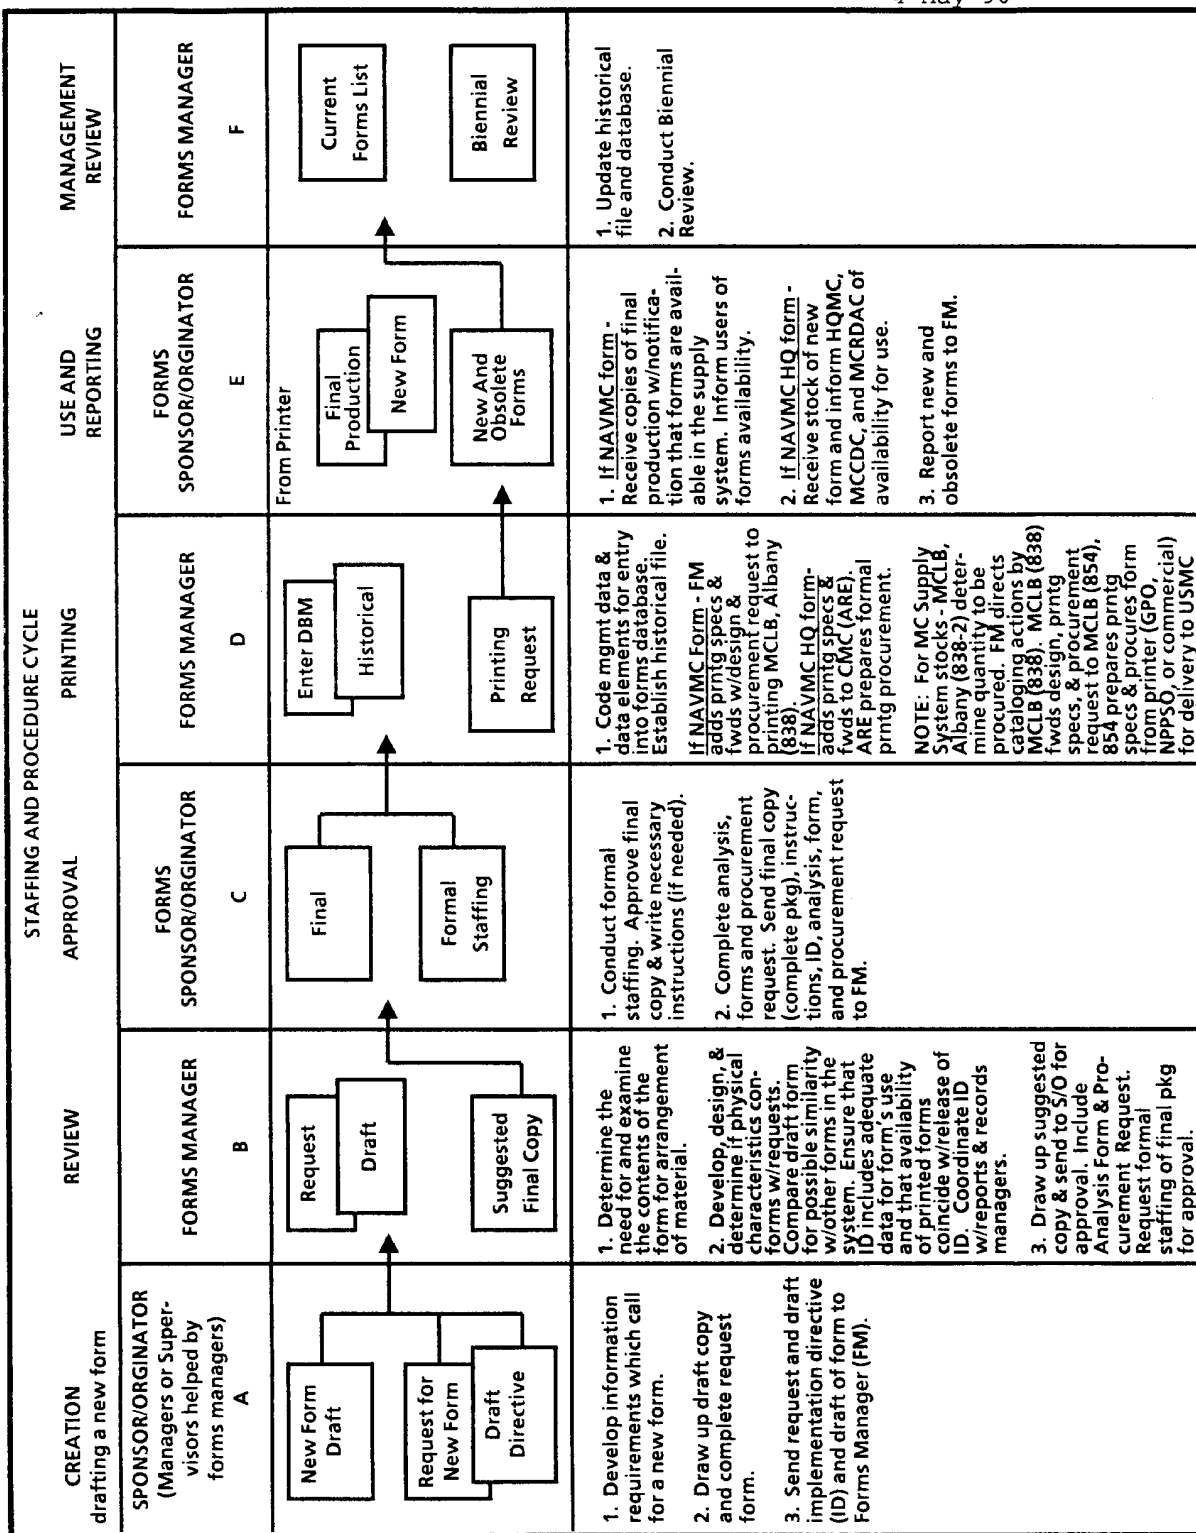 STAFFING AND PROCEDURE CYCLE
CREATION
drafting a new form
SPONSOR/ORGINATOR
(Managers or Super-
visors helped by
forms managers)
A
New Form
Draft
Request for
New Form
Draft
Directive
1. Develop information
requirements which call
for a new form.
2. Draw up draft copy
and complete request
form.
3. Send request and draft
implementation directive
(ID) and draft of form to
Forms Manager (FM).
REVIEW
FORMS MANAGER
B
Request
Draft
Suggested
Final Copy
1. Determine the
need for and examine
the contents of the
form for arrangement
of material.
2. Develop, design, &
determine if physical
characteristics con-
forms w/requests.
Compare draft form
for possible similarity
w/other forms in the
system. Ensure that
ID includes adequate
data for form's use
and that availability
of printed forms
coincide w/release of
ID. Coordinate ID
w/reports & records
managers.
3. Draw up suggested
copy & send to S/O for
approval. Include
Analysis Form & Pro-
curement Request.
Request formal
staffing of final pkg
for approval.
APPROVAL
FORMS
SPONSOR/ORGINATOR
C
Final
Formal
Staffing
1. Conduct formal
staffing. Approve final
copy & write necessary
instructions (if needed).
2. Complete analysis,
forms and procurement
request. Send final copy
(complete pkg), instruc-
tions, ID, analysis, form,
and procurement request
to FM.
PRINTING
FORMS MANAGER
D
Enter DBM
Historical
Printing
Request
1. Code mgmt data &
data elements for entry
into forms database.
Establish historical file.
If NAVMC Form - FM
adds prntg specs &
fwds w/design &
procurement request to
printing MCLB, Albany
(838).
If NAVMC HQ form-
adds prntg specs &
fwds to CMC (ARE).
ARE prepares formal
prntg procurement.
NOTE: For MC Supply
System stocks - MCLB,
Albany (838-2) deter-
mine quantity to be
procured. FM directs
cataloging actions by
MCLB (838). MCLB (838)
fwds design, prntg
specs, & procurement
request to MCLB (854),
854 prepares prntg
specs & procures form
from printer (GPO,
NPPSO, or commercial)
for delivery to USMC
USE AND
REPORTING
FORMS
SPONSOR/ORGINATOR
E
From Printer
Final
Production
New Form
New And
Obsolete
Forms
1. If NAVMC form -
Receive copies of final
production w/notifica-
tion that forms are avail-
able in the supply
system. Inform users of
forms availability.
2. If NAVMC HQ form -
Receive stock of new
form and inform HQMC,
MCCDC, and MCRDAC of
availability for use.
3. Report new and
obsolete forms to FM.
MANAGEMENT
REVIEW
FORMS MANAGER
F
Current
Forms List
Biennial
Review
1. Update historical
file and database.
2. Conduct Biennial
Review.